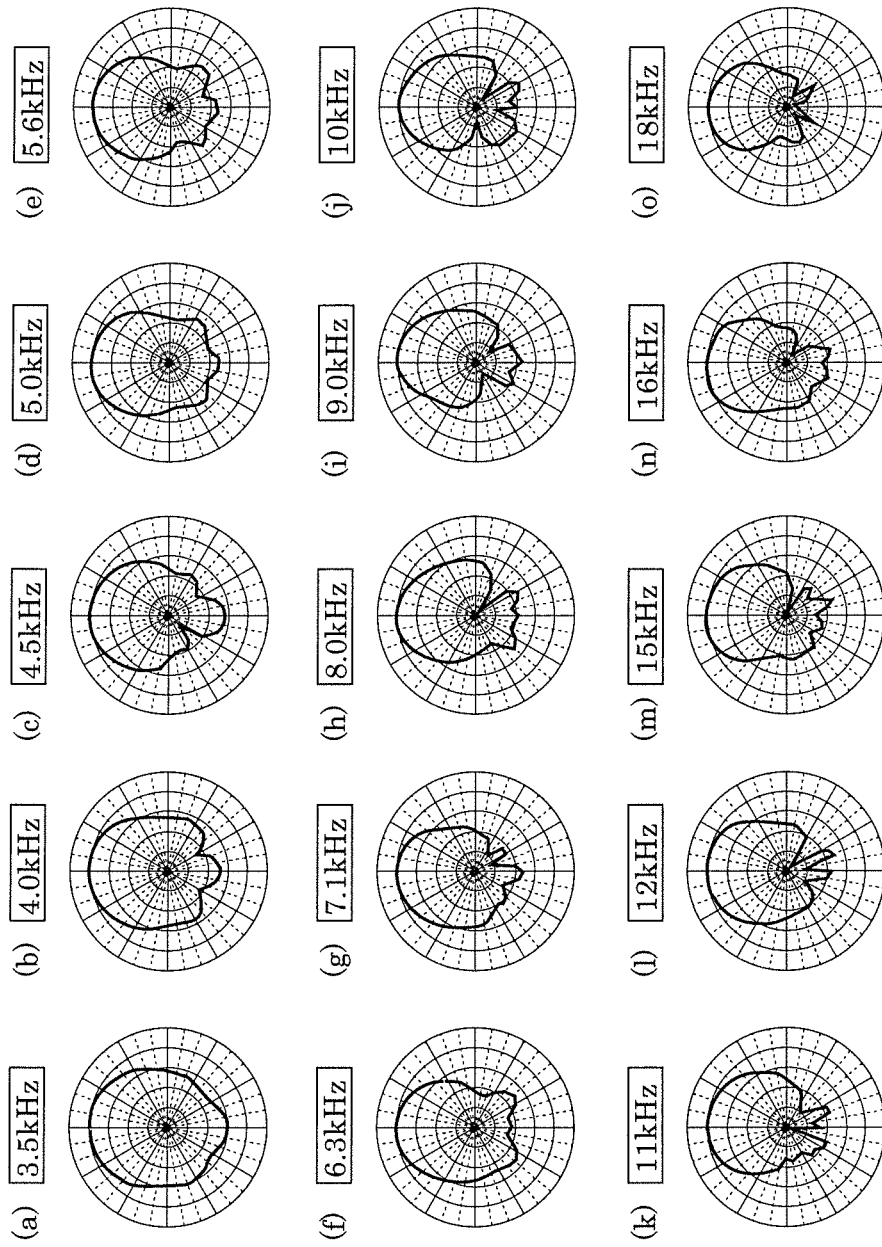 (a) 3.5kHz
(b) 4.0kHz
(c) 4.5kHz
(d) 5.0kHz
(e) 5.6kHz
(f) 6.3kHz
(g) 7.1kHz
(h) 8.0kHz
(i) 9.0kHz
(j) 10kHz
(k) 11kHz
(l) 12kHz
(m) 15kHz
(n) 16kHz
(o) 18kHz